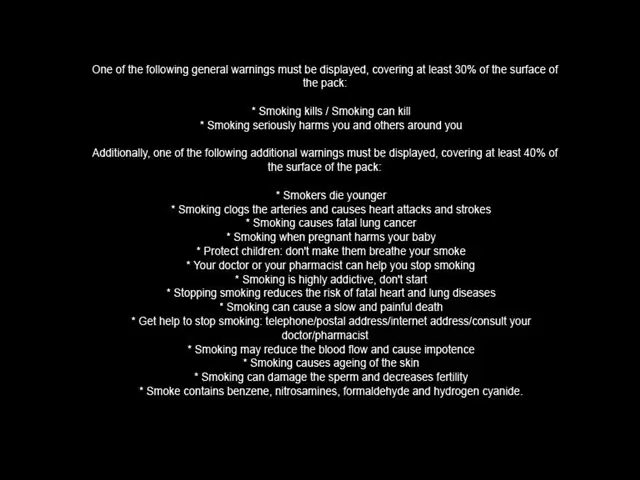 One of the following general warnings must be displayed, covering at least 30% of the surface of
the pack:
* Smoking kills / Smoking can kill
* Smoking seriously harms you and others around you
Additionally, one of the following additional warnings must be displayed, covering at least 40% of
the surface of the pack:
* Smokers die younger
* Smoking clogs the arteries and causes heart attacks and strokes
* Smoking causes fatal lung cancer
* Smoking when pregnant harms your baby
* Protect children: don't make them breathe your smoke
* Your doctor or your pharmacist can help you stop smoking
* Smoking is highly addictive, don't start
* Stopping smoking reduces the risk of fatal heart and lung diseases
* Smoking can cause a slow and painful death
* Get help to stop smoking: telephone/postal address/internet address/consult your
doctor/pharmacist
* Smoking may reduce the blood flow and cause impotence
* Smoking causes ageing of the skin
* Smoking can damage the sperm and decreases fertility
* Smoke contains benzene, nitrosamines, formaldehyde and hydrogen cyanide.